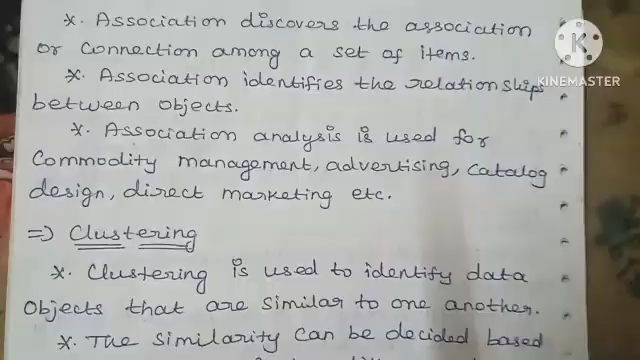 *. Association discovers the association
or connection among a set of items.
*. Association identifies the relationships
between objects.
*. Association analysis is used for
commodity management, advertising, catalog
design, direct marketing etc.
=> Clustering
*. Clustering is used to identify data
objects that are similar to one another.
*. The similarity can be decided based
KINEMASTER